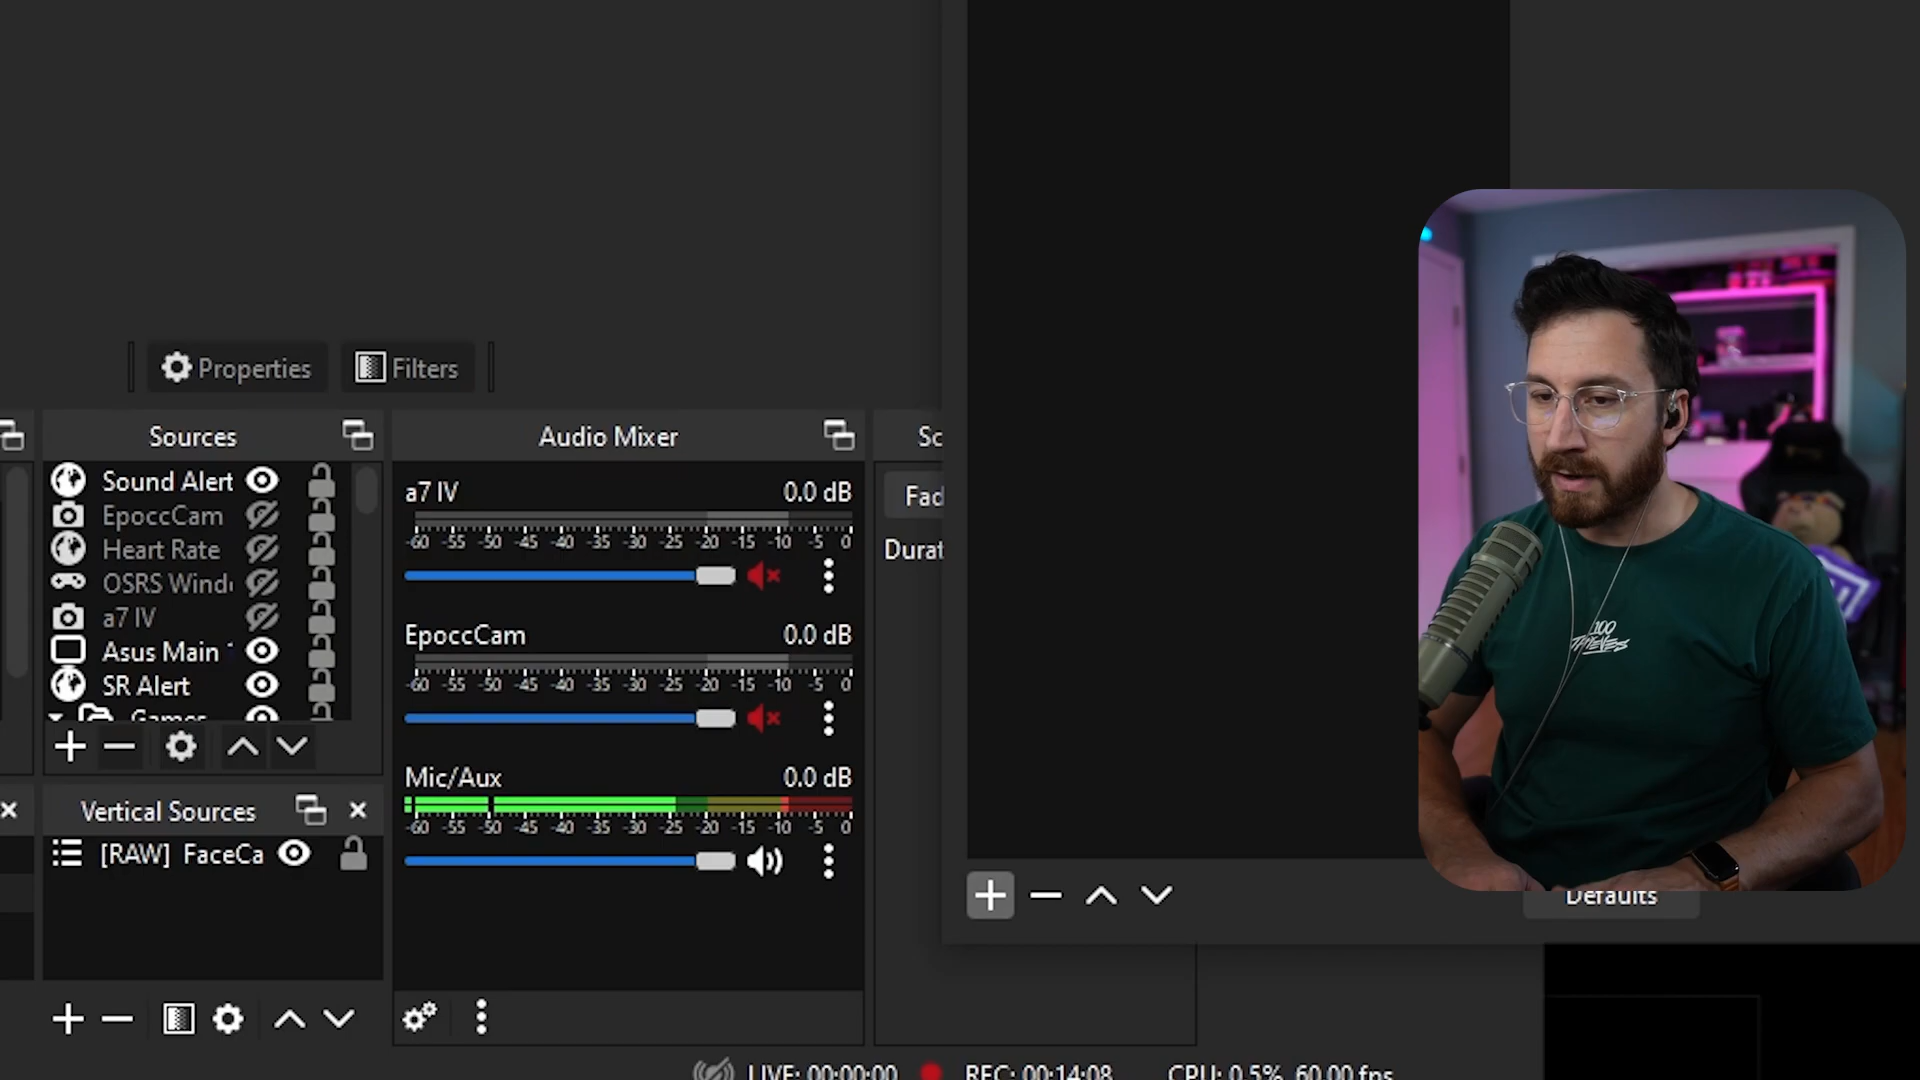 Properties
Filters
Sources
Sound Alert
EpoccCam
Heart Rate
OSRS Wind
a7 IV
Asus Main
SR Alert
Games
Vertical Sources
[RAW] FaceCa
Audio Mixer
a7 IV 0.0 dB
-60 -55 -50 -45 -40 -35 -30 -25 -20 -15 -10 -5 0
EpoccCam 0.0 dB
-60 -55 -50 -45 -40 -35 -30 -25 -20 -15 -10 -5 0
Mic/Aux 0.0 dB
-60 -55 -50 -45 -40 -35 -30 -25 -20 -15 -10 -5 0
Sc
Fad
Durat
Defaults
100
THIEVES
LIVE: 00:00:00 REC: 00:14:08 CPU: 0.5%, 60.00 fps